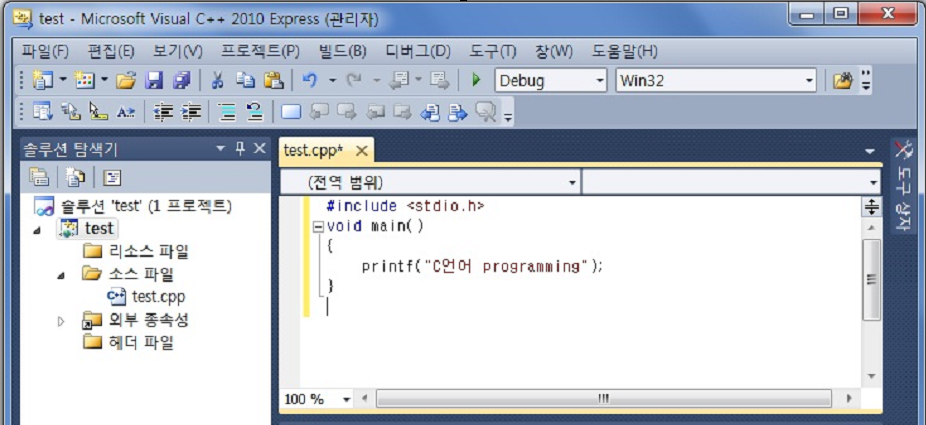 test - Microsoft Visual C++ 2010 Express (관리자)
파일(F) 편집(E) 보기(V) 프로젝트(P) 빌드(B) 디버그(D) 도구(T) 창(W) 도움말(H)
Debug Win32
솔루션 탐색기
test.cpp*
도구 상자
(전역 범위)
솔루션 'test' (1 프로젝트)
test
리소스 파일
소스 파일
test.cpp
외부 종속성
헤더 파일
#include <stdio.h>
void main()
{
printf("C언어 programming");
}
100 %